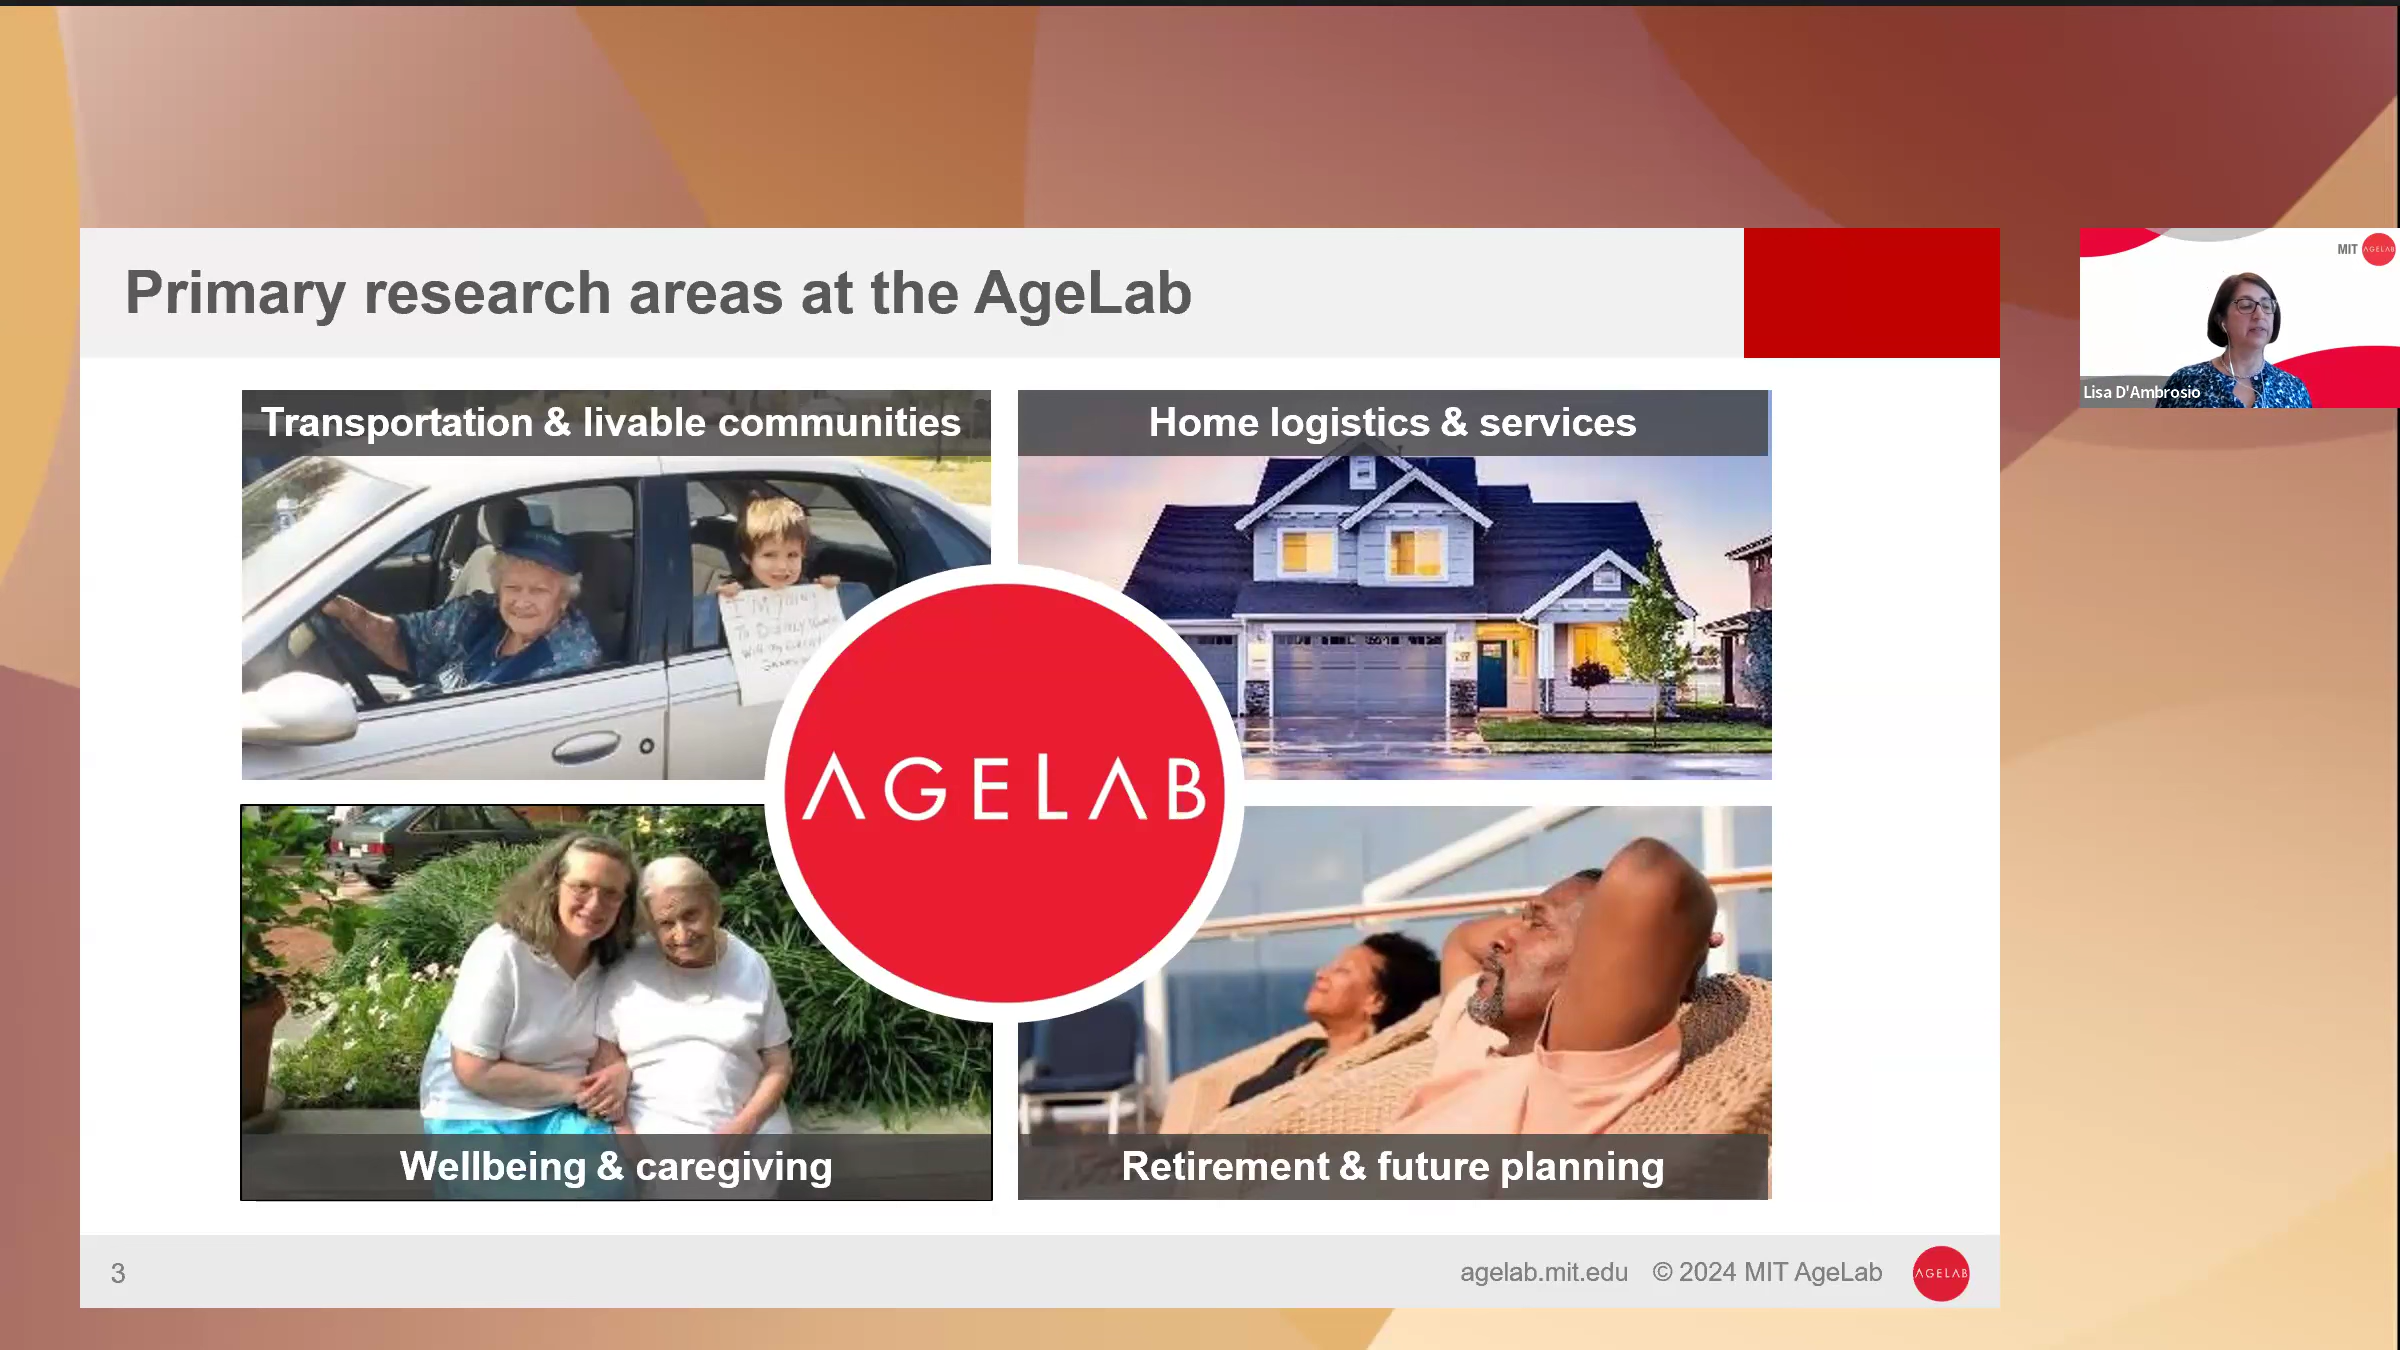 Primary research areas at the AgeLab
MIT AGELAB
Lisa D'Ambrosio
Transportation & livable communities
Home logistics & services
AGELAB
Wellbeing & caregiving
Retirement & future planning
3
agelab.mit.edu © 2024 MIT AgeLab
AGELAB